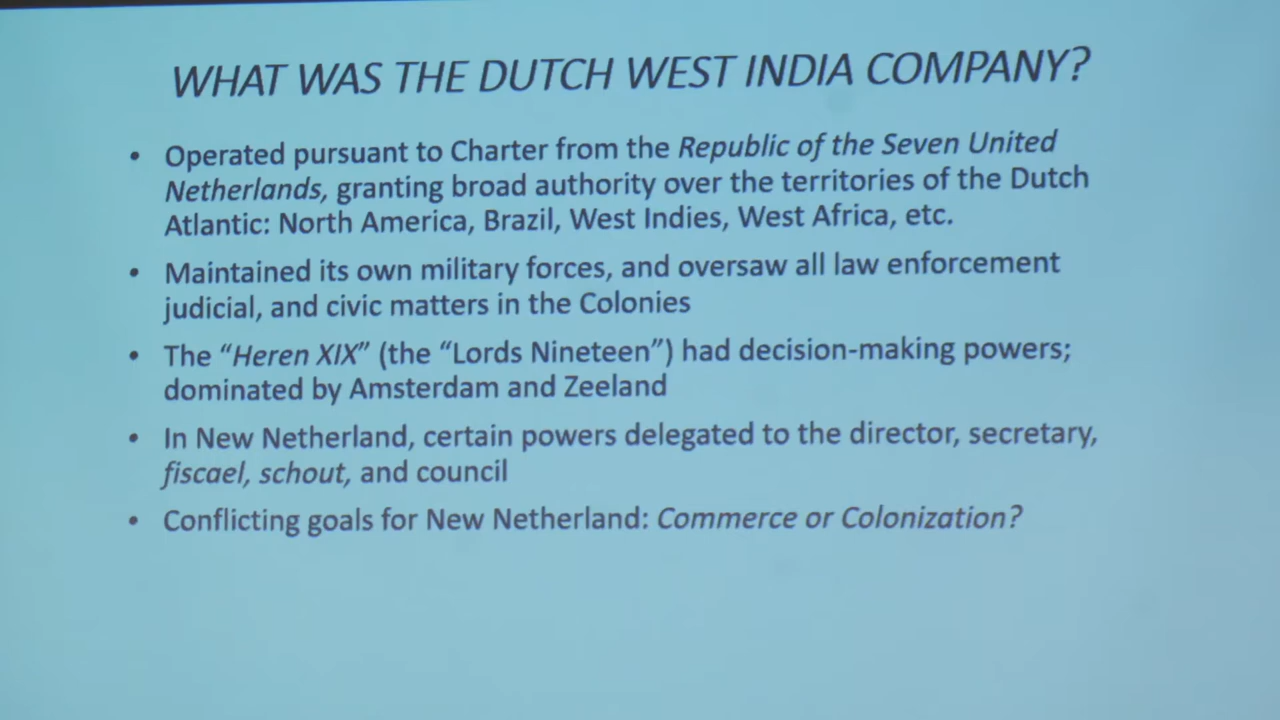 WHAT WAS THE DUTCH WEST INDIA COMPANY?
• Operated pursuant to Charter from the Republic of the Seven United
Netherlands, granting broad authority over the territories of the Dutch
Atlantic: North America, Brazil, West Indies, West Africa, etc.
• Maintained its own military forces, and oversaw all law enforcement
judicial, and civic matters in the Colonies
• The “Heren XIX” (the “Lords Nineteen”) had decision-making powers;
dominated by Amsterdam and Zeeland
• In New Netherland, certain powers delegated to the director, secretary,
fiscael, schout, and council
• Conflicting goals for New Netherland: Commerce or Colonization?